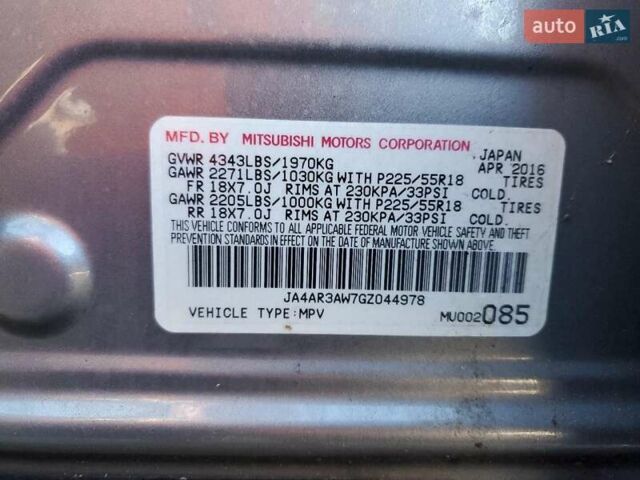 auto RIA .com
MFD. BY MITSUBISHI MOTORS CORPORATION
JAPAN
GVWR 4343LBS/1970KG APR 2016
GAWR 2271LBS/1030KG WITH P225/55R18 TIRES
FR 18X7.0J RIMS AT 230KPA/33PSI COLD.
GAWR 2205LBS/1000KG WITH P225/55R18 TIRES
RR 18X7.0J RIMS AT 230KPA/33PSI COLD.
THIS VEHICLE CONFORMS TO ALL APPLICABLE FEDERAL MOTOR VEHICLE SAFETY AND THEFT
PREVENTION STANDARDS IN EFFECT ON THE DATE OF MANUFACTURE SHOWN ABOVE.
JA4AR3AW7GZ044978
VEHICLE TYPE:MPV MU002085